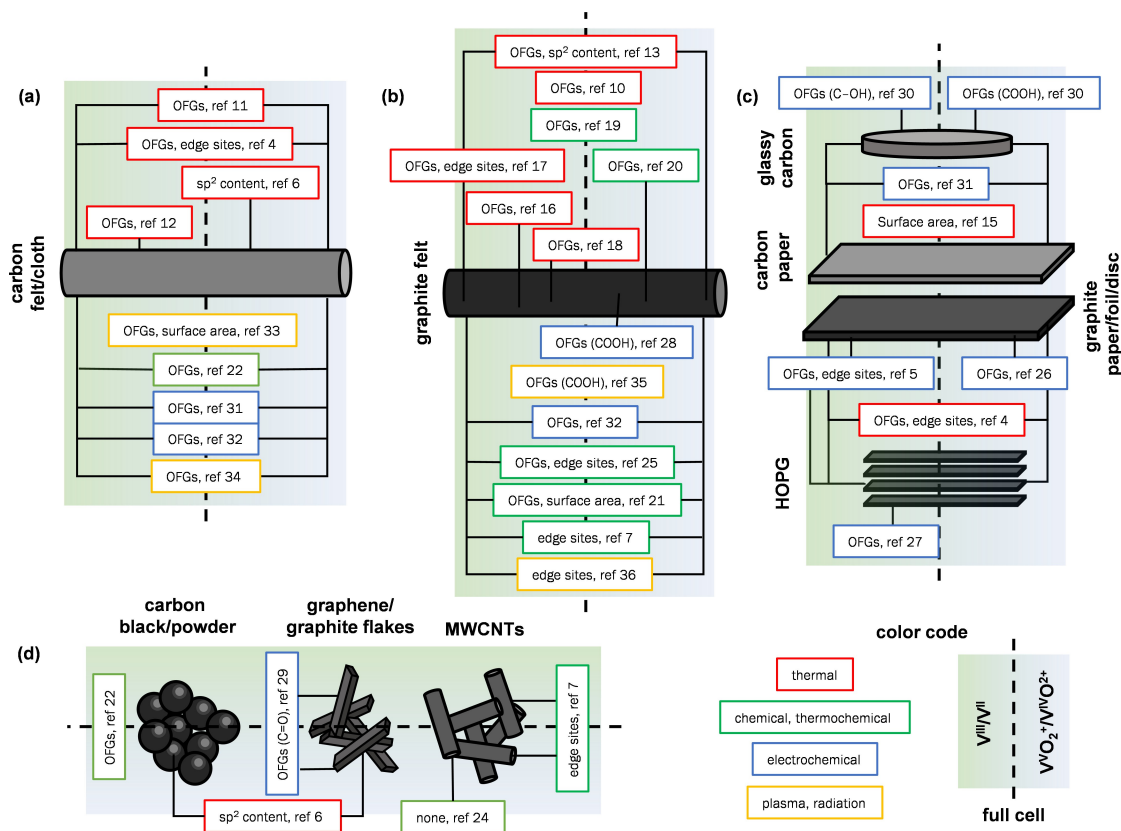 (a)
OFGs, ref 11
OFGs, edge sites, ref 4
sp² content, ref 6
OFGs, ref 12
carbon
felt/cloth
OFGs, surface area, ref 33
OFGs, ref 22
OFGs, ref 31
OFGs, ref 32
OFGs, ref 34
(b)
OFGs, sp² content, ref 13
OFGs, ref 10
OFGs, ref 19
OFGs, edge sites, ref 17
OFGs, ref 20
OFGs, ref 16
OFGs, ref 18
graphite felt
OFGs (COOH), ref 28
OFGs (COOH), ref 35
OFGs, ref 32
OFGs, edge sites, ref 25
OFGs, surface area, ref 21
edge sites, ref 7
edge sites, ref 36
(c)
OFGs (C–OH), ref 30
OFGs (COOH), ref 30
glassy
carbon
OFGs, ref 31
Surface area, ref 15
carbon
paper
graphite
paper/foil/disc
OFGs, edge sites, ref 5
OFGs, ref 26
OFGs, edge sites, ref 4
HOPG
OFGs, ref 27
(d)
carbon
black/powder
graphene/
graphite flakes
MWCNTs
OFGs, ref 22
OFGs (C=O), ref 29
edge sites, ref 7
sp² content, ref 6
none, ref 24
color code
thermal
chemical, thermochemical
electrochemical
plasma, radiation
V^III/V^II
V^VO₂⁺/V^IVO²⁺
full cell